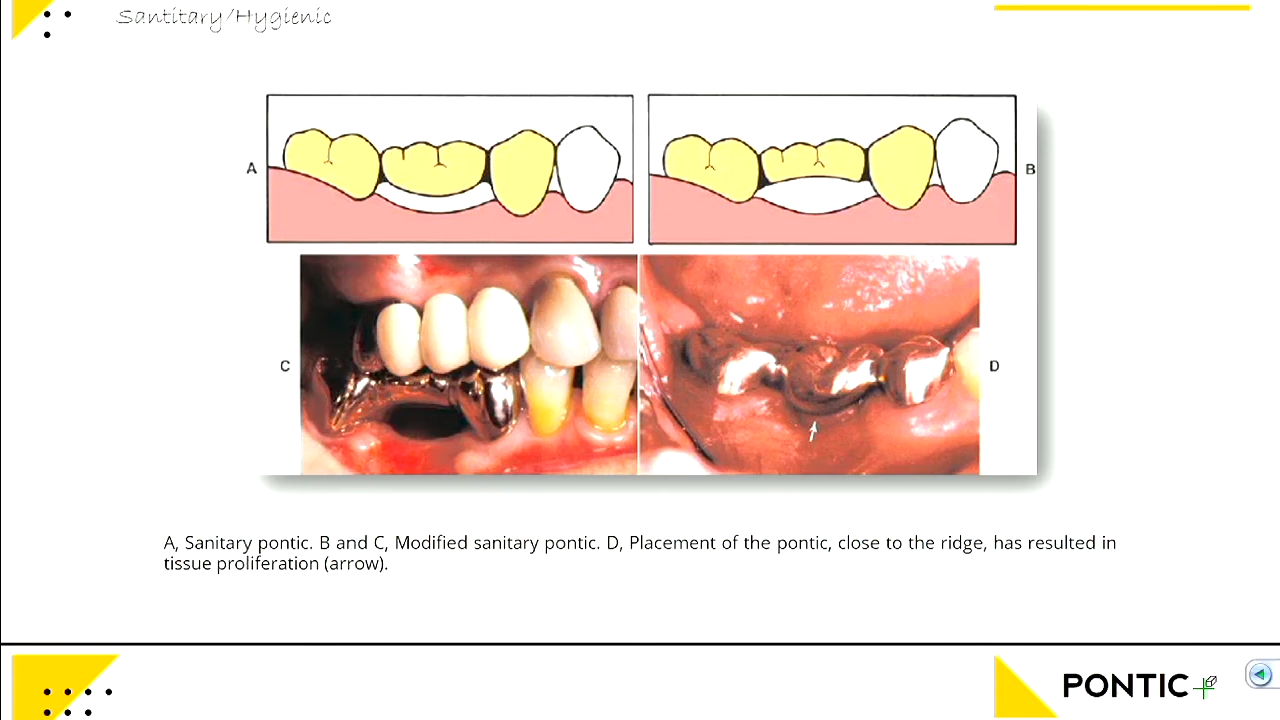 Santitary/Hygienic
A
B
C
D
A, Sanitary pontic. B and C, Modified sanitary pontic. D, Placement of the pontic, close to the ridge, has resulted in
tissue proliferation (arrow).
PONTIC